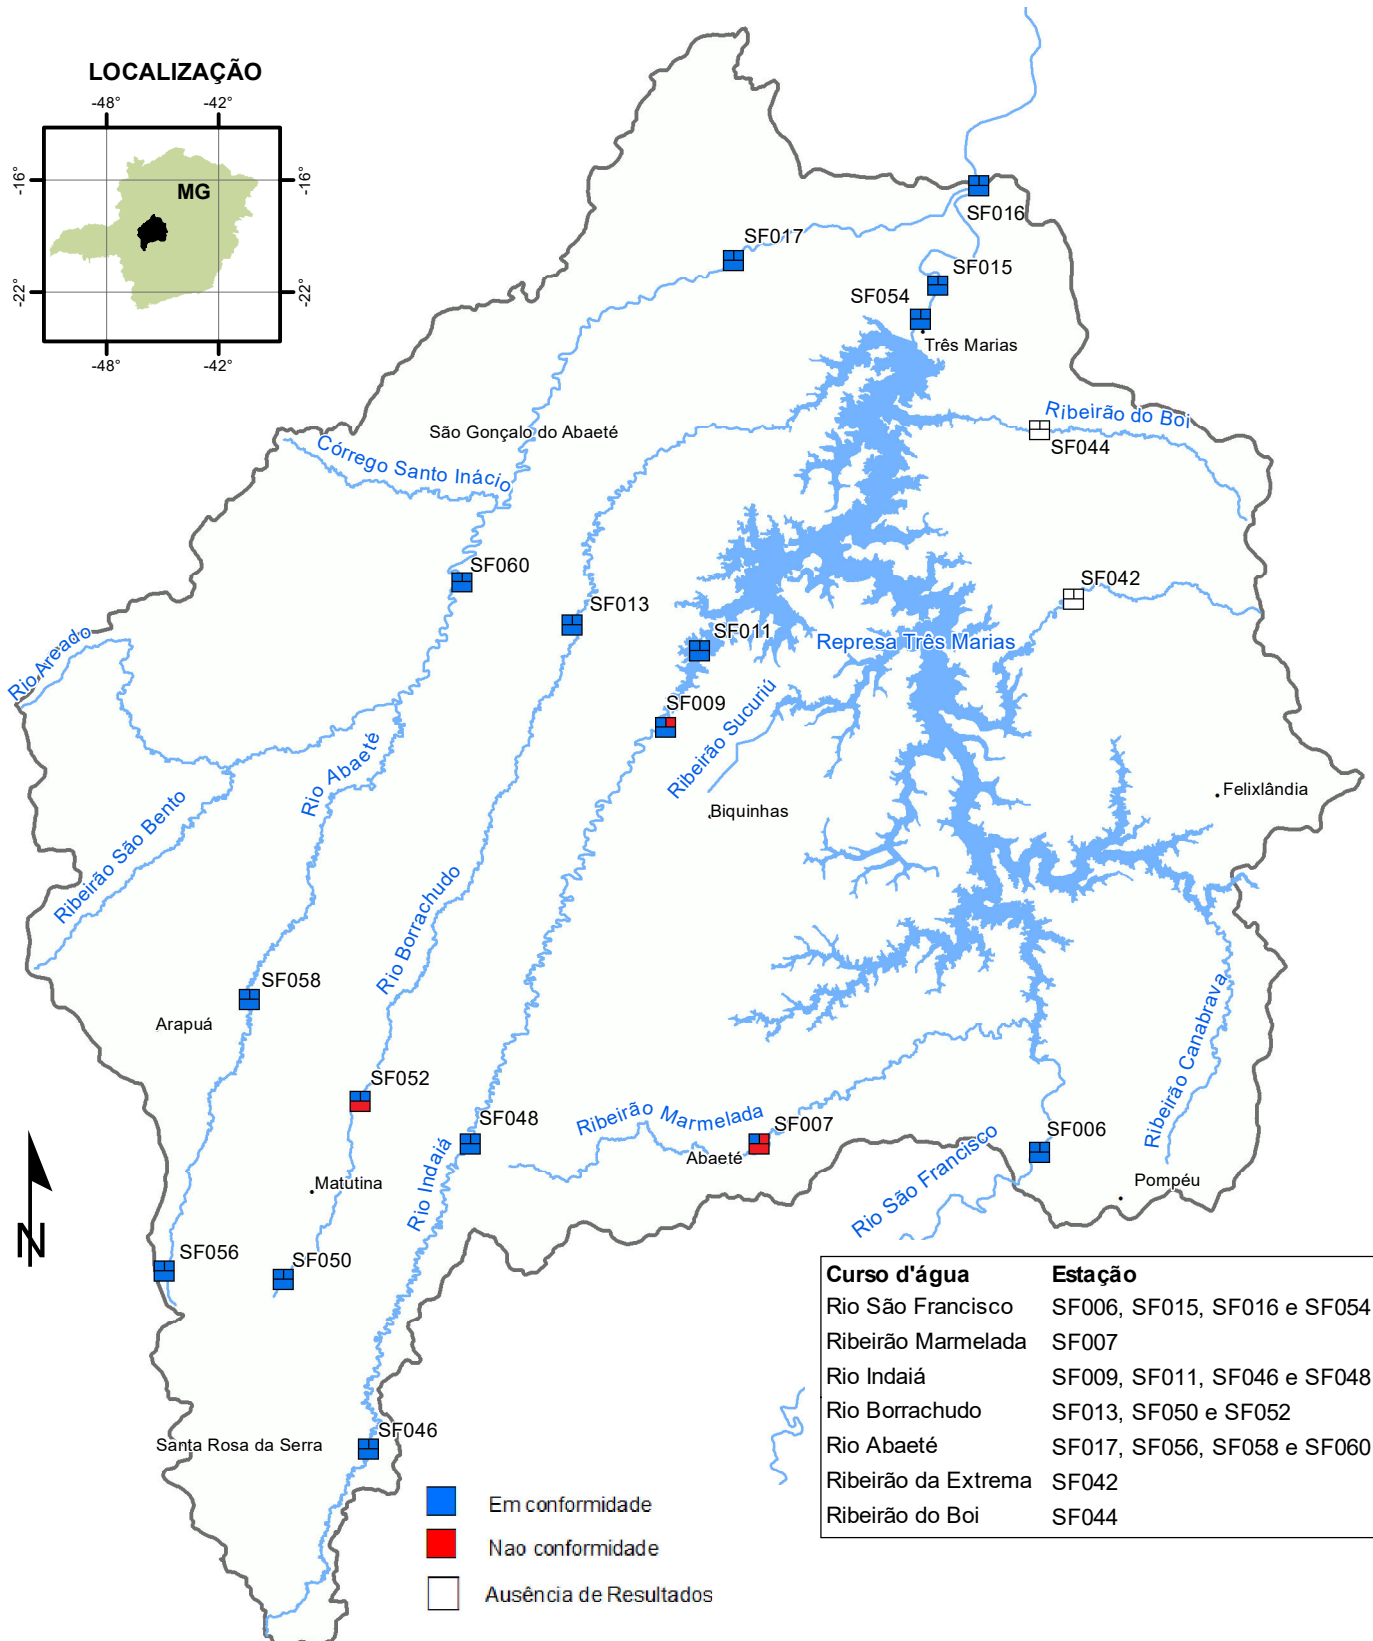 LOCALIZAÇÃO
-48°
-42°
-16°
-16°
MG
-22°
-22°
-48°
-42°
SF016
SF017
SF015
SF054
Três Marias
Ribeirão do Boi
São Gonçalo do Abaeté
SF044
Córrego Santo Inácio
SF060
SF042
SF013
SF011
Represa Três Marias
Rio Areado
SF009
Ribeirão Sucuriú
Rio Abaeté
Felixlândia
Biquinhas
Ribeirão São Bento
Rio Borrachudo
SF058
Arapuá
Ribeirão Canabrava
SF052
SF048
Ribeirão Marmelada
SF007
SF006
Abaeté
Rio São Francisco
Matutina
Rio Indaiá
Pompéu
N
SF056
SF050
Curso d'água Estação
Rio São Francisco SF006, SF015, SF016 e SF054
Ribeirão Marmelada SF007
Rio Indaiá SF009, SF011, SF046 e SF048
Rio Borrachudo SF013, SF050 e SF052
Rio Abaeté SF017, SF056, SF058 e SF060
Ribeirão da Extrema SF042
Ribeirão do Boi SF044
SF046
Santa Rosa da Serra
Em conformidade
Nao conformidade
Ausência de Resultados